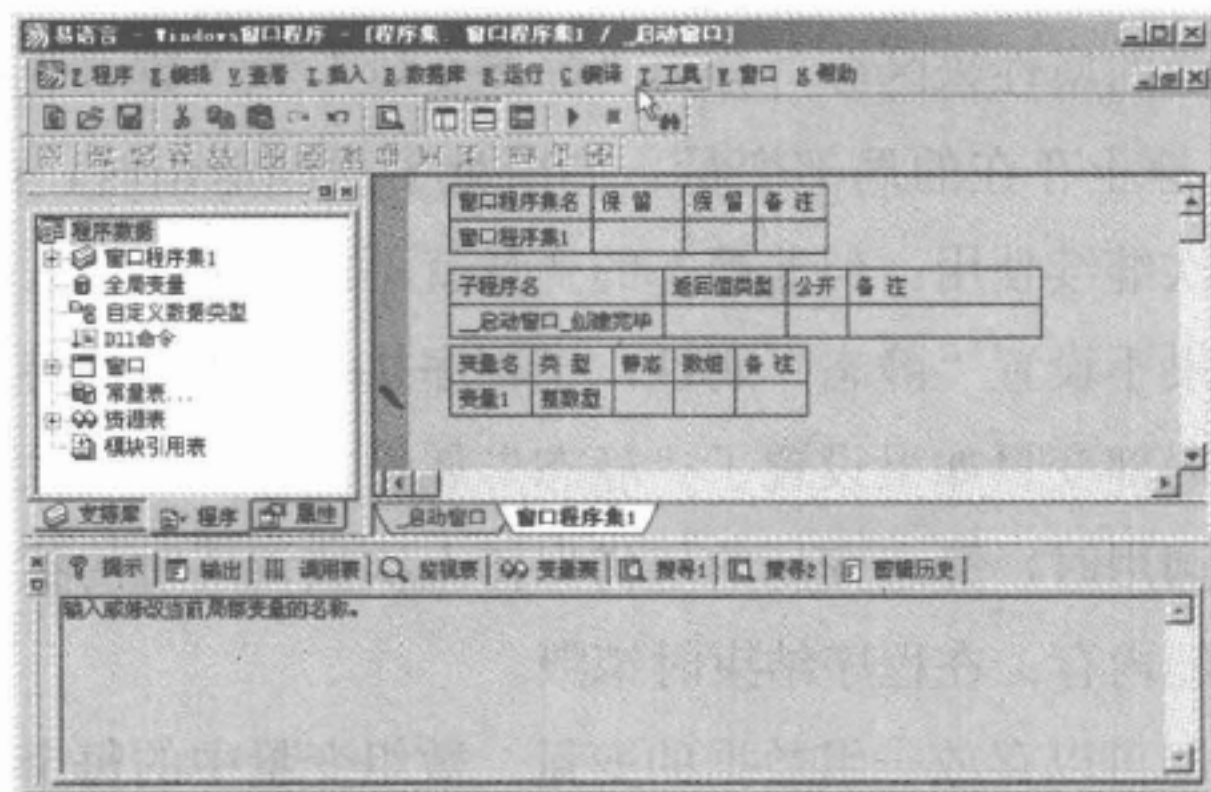 易语言 - Windows窗口程序 - [程序集: 窗口程序集1 / _启动窗口]
F.程序 E.编辑 V.查看 I.插入 B.数据库 R.运行 C.编译 T.工具 W.窗口 H.帮助
窗口程序集名 保 留 保 留 备 注
窗口程序集1
子程序名 返回值类型 公开 备 注
__启动窗口_创建完毕
变量名 类 型 静态 数组 备 注
变量1 整数型
程序数据
窗口程序集1
全局变量
自定义数据类型
Dll命令
窗口
常量表...
资源表
模块引用表
支持库 程序 属性
_启动窗口 窗口程序集1
提示 输出 调用表 监视表 变量表 搜寻1 搜寻2 剪辑历史
输入或修改当前局部变量的名称。